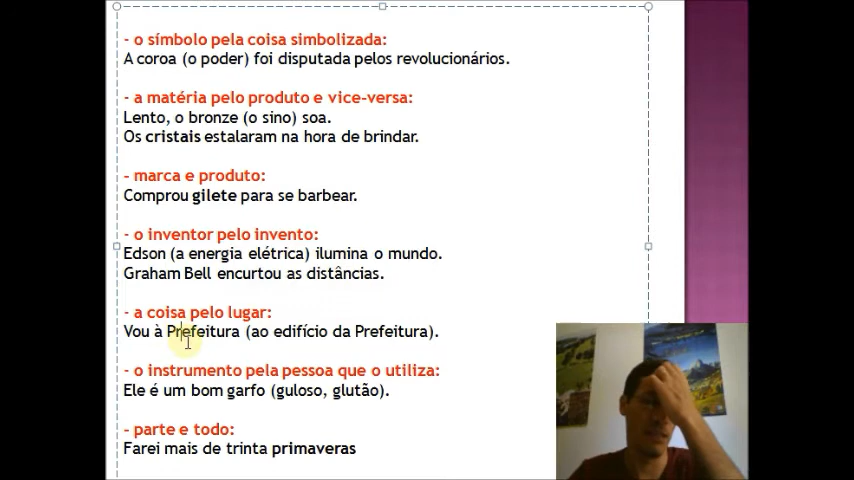 - o símbolo pela coisa simbolizada:
A coroa (o poder) foi disputada pelos revolucionários.
- a matéria pelo produto e vice-versa:
Lento, o bronze (o sino) soa.
Os cristais estalaram na hora de brindar.
- marca e produto:
Comprou gilete para se barbear.
- o inventor pelo invento:
Edson (a energia elétrica) ilumina o mundo.
Graham Bell encurtou as distâncias.
- a coisa pelo lugar:
Vou à Prefeitura (ao edifício da Prefeitura).
- o instrumento pela pessoa que o utiliza:
Ele é um bom garfo (guloso, glutão).
- parte e todo:
Farei mais de trinta primaveras